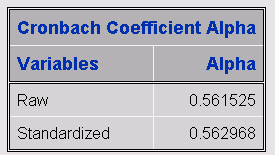 Cronbach Coefficient Alpha
Variables Alpha
Raw 0.561525
Standardized 0.562968